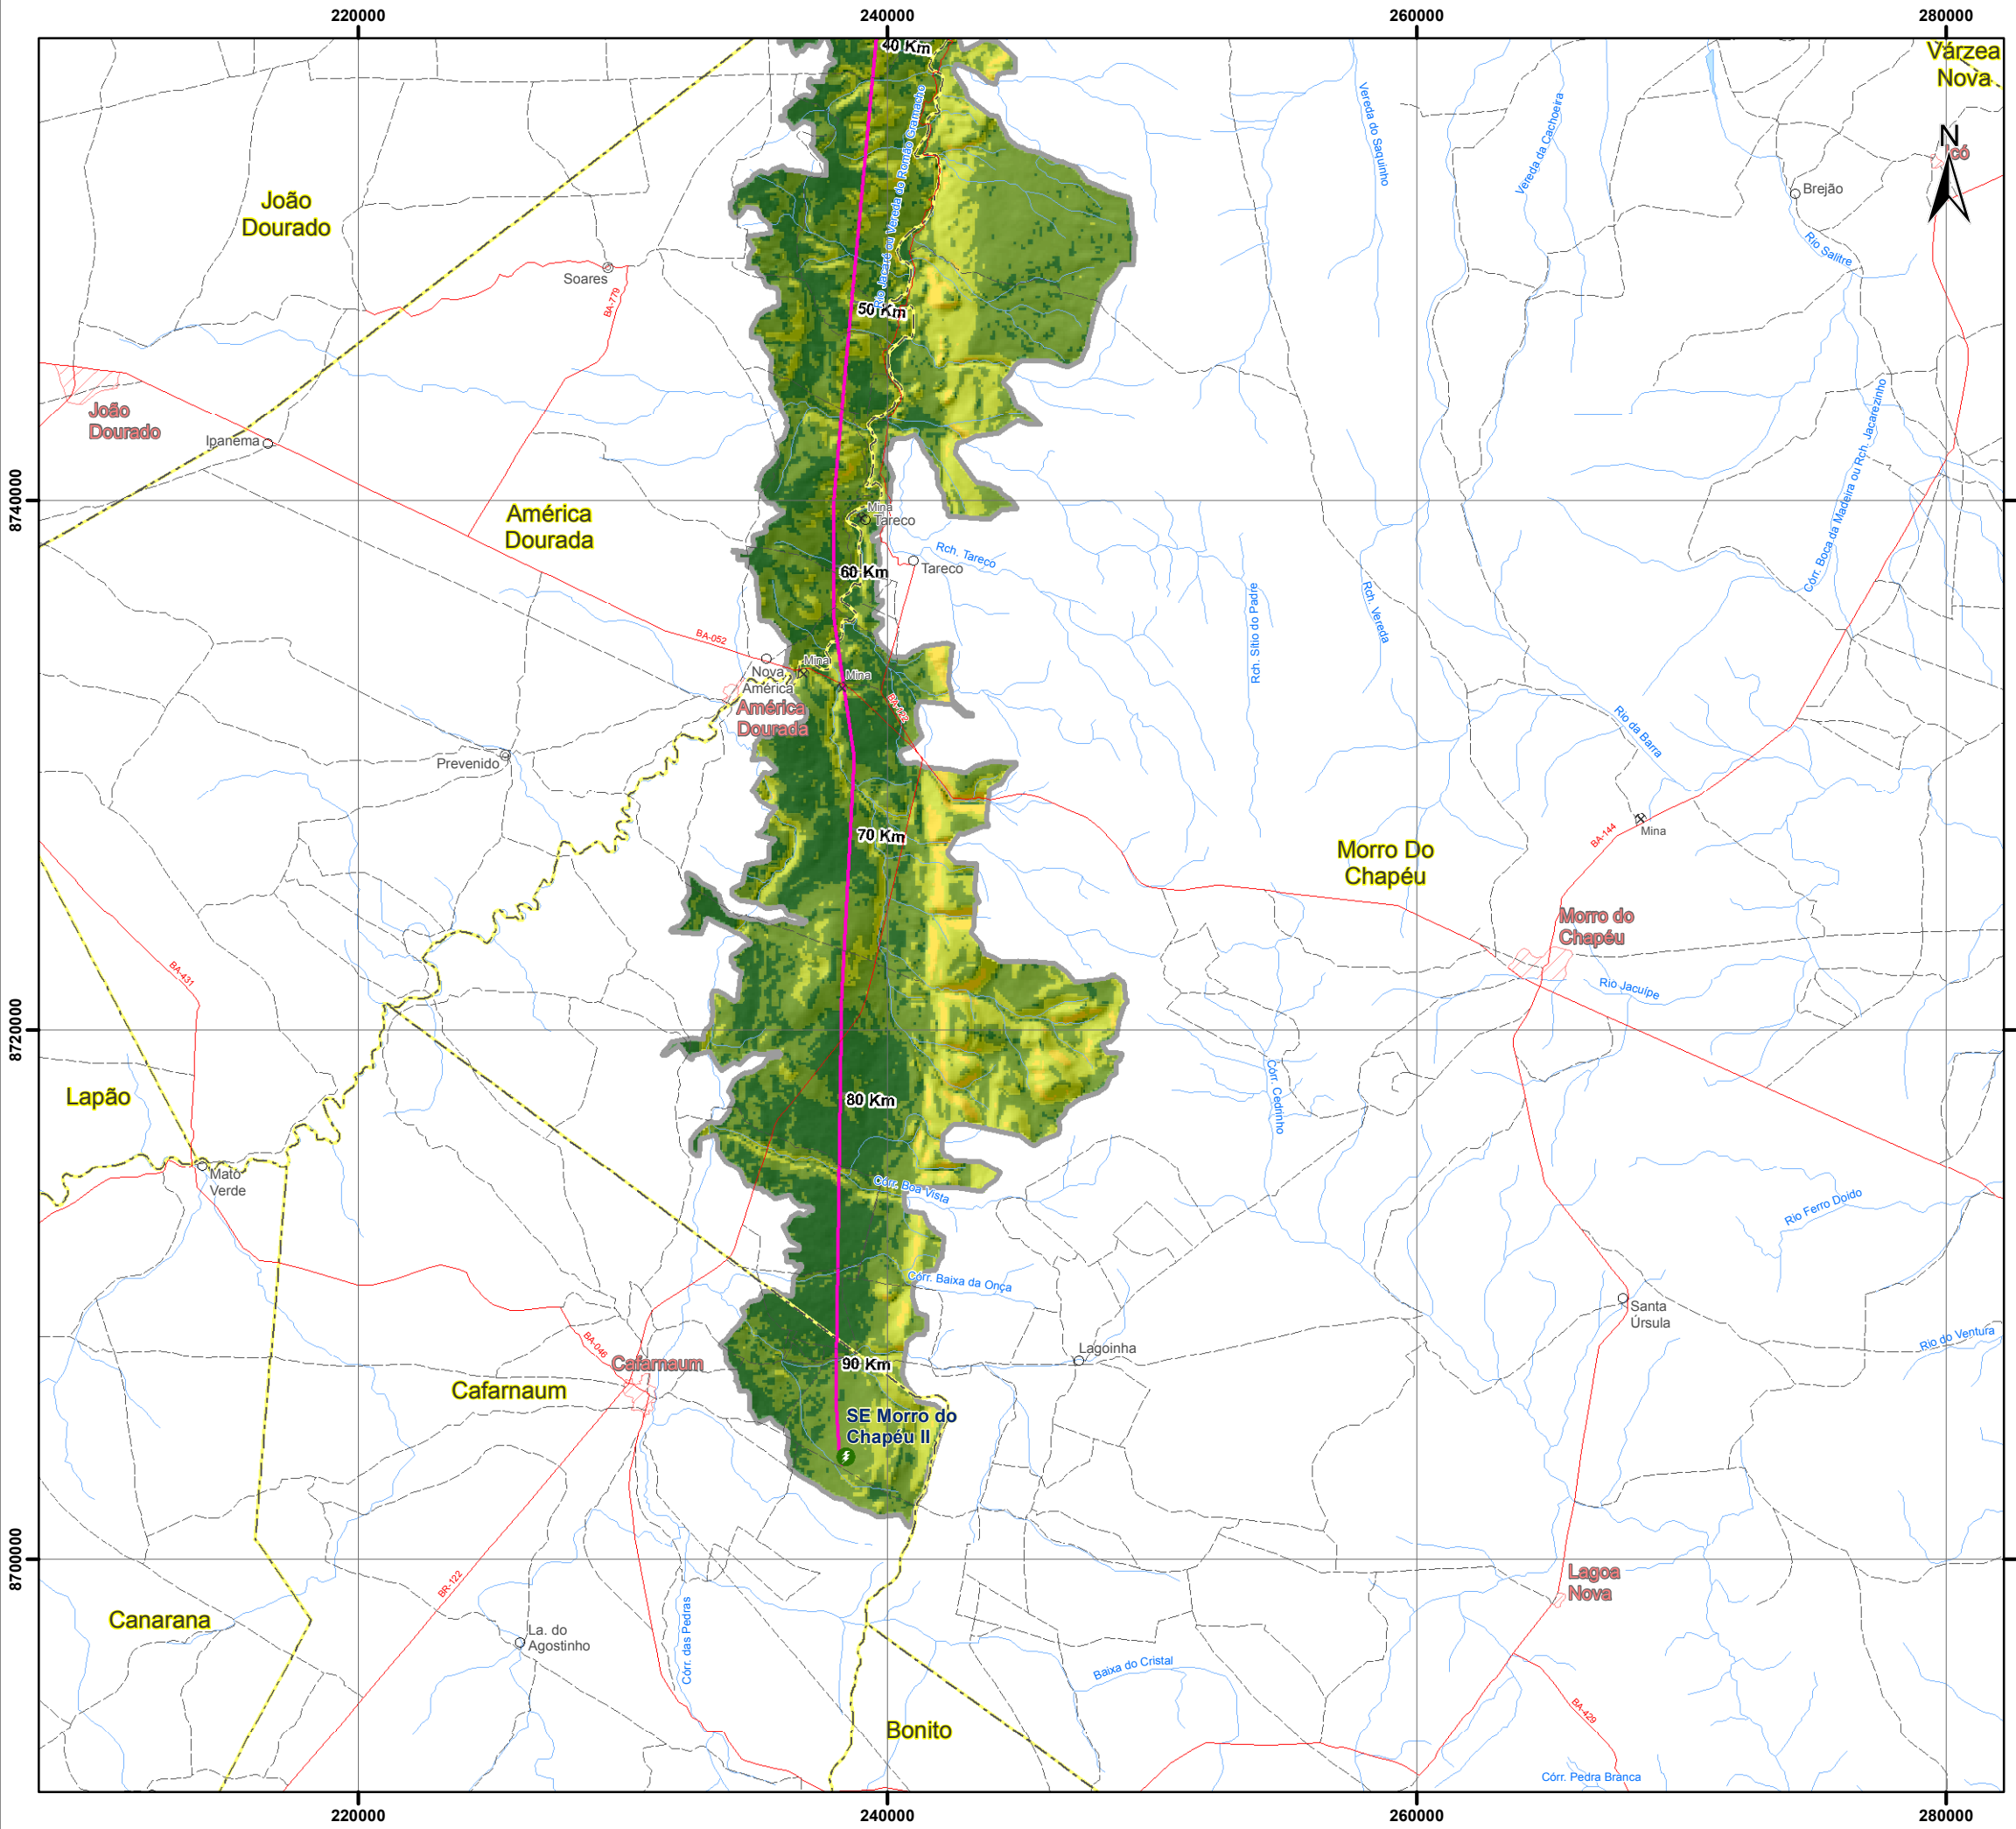 220000
240000
260000
280000
40 Km
Várzea
Nova
N
Icó
Brejão
Rio Salitre
Vereda do Saquinho
Vereda da Cachoeira
Rio Jacaré ou Vereda do Romão Gramacho
João
Dourado
Soares
BA-779
50 Km
João
Dourado
Ipanema
Córr. Boca da Madeira ou Rch. Jacarezinho
8740000
América
Dourada
Mina
Tareco
Rch. Tareco
Tareco
60 Km
Rch. Sítio do Padre
Rch. Vereda
BA-052
Nova
América
Mina
Mina
América
Dourada
BA-052
Rio da Barra
Prevenido
70 Km
Mina
BA-144
Morro Do
Chapéu
Morro do
Chapéu
BA-431
Rio Jacuípe
8720000
Lapão
80 Km
Córr. Cedrinho
Mato
Verde
Córr. Boa Vista
Rio Ferro Doido
Córr. Baixa da Onça
Santa
Úrsula
Rio do Ventura
BA-046
Cafarnaum
Lagoinha
90 Km
Cafarnaum
SE Morro do
Chapéu II
8700000
BR-122
Lagoa
Nova
Canarana
La. do
Agostinho
Córr. das Pedras
Baixa do Cristal
BA-429
Bonito
Córr. Pedra Branca
220000
240000
260000
280000